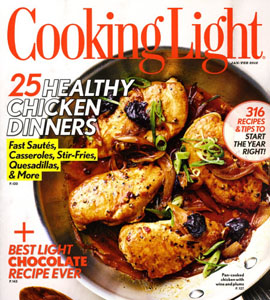 Cooking Light
JAN/FEB 2012
25 HEALTHY
CHICKEN
DINNERS
Fast Sautés,
Casseroles, Stir-Fries,
Quesadillas,
& More
316
RECIPES
& TIPS TO
START
THE YEAR
RIGHT!
+
BEST LIGHT
CHOCOLATE
RECIPE EVER
Pan-cooked
chicken with
wine and plums